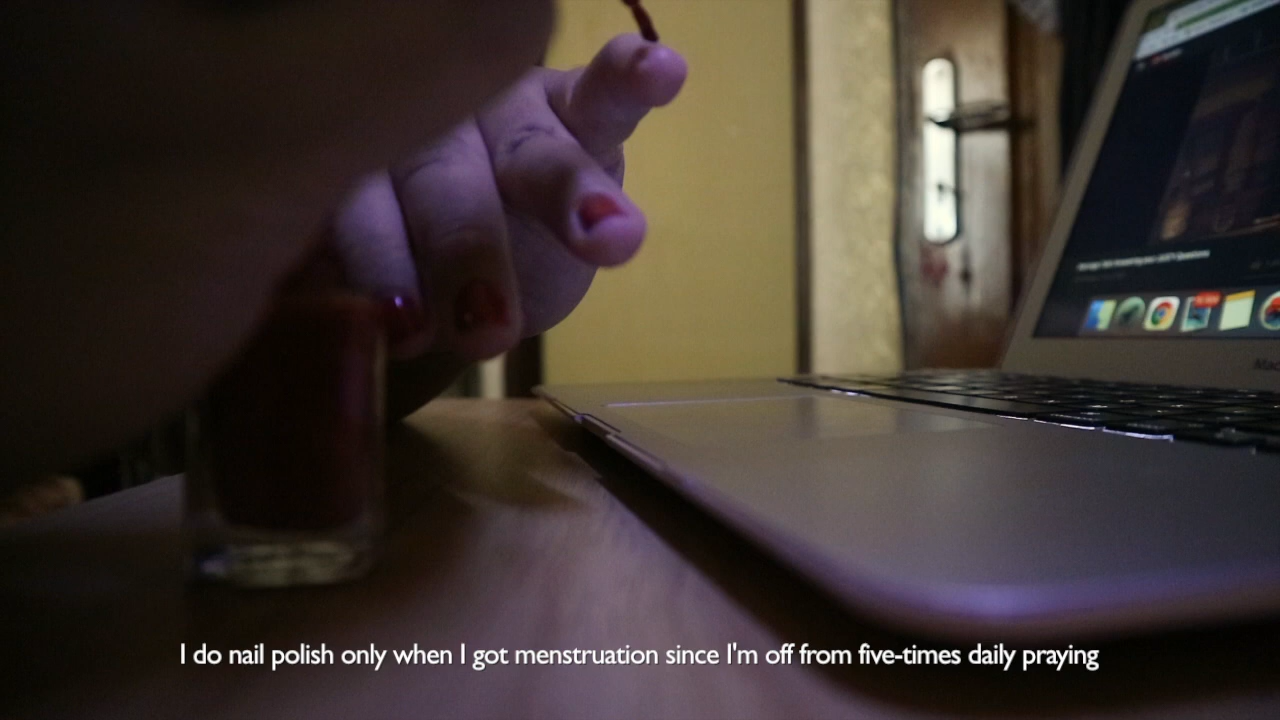 I do nail polish only when I got menstruation since I'm off from five-times daily praying